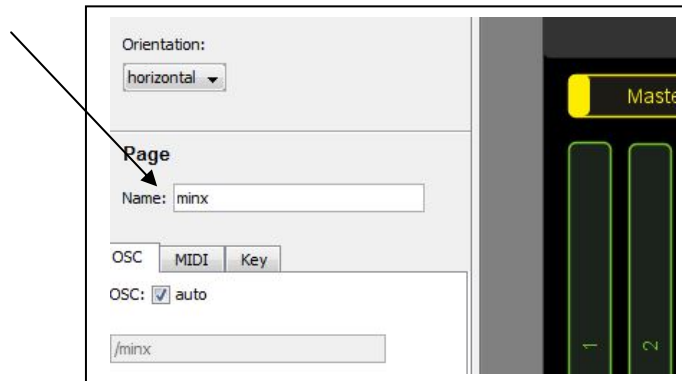 Orientation:
horizontal
Page
Name: minx
OSC MIDI Key
OSC: auto
/minx
Maste
1 2